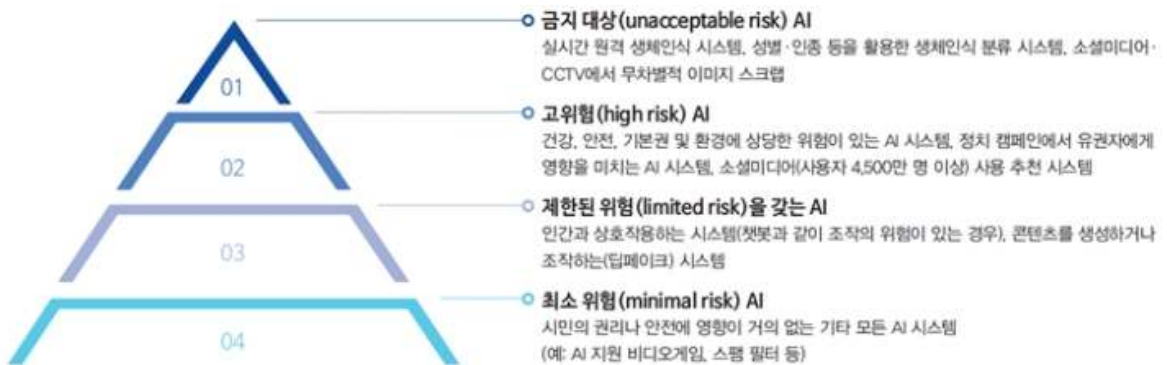 01
금지 대상(unacceptable risk) AI
실시간 원격 생체인식 시스템, 성별·인종 등을 활용한 생체인식 분류 시스템, 소셜미디어·
CCTV에서 무차별적 이미지 스크랩
02
고위험(high risk) AI
건강, 안전, 기본권 및 환경에 상당한 위험이 있는 AI 시스템, 정치 캠페인에서 유권자에게
영향을 미치는 AI 시스템, 소셜미디어(사용자 4,500만 명 이상) 사용 추천 시스템
03
제한된 위험(limited risk)을 갖는 AI
인간과 상호작용하는 시스템(챗봇과 같이 조작의 위험이 있는 경우), 콘텐츠를 생성하거나
조작하는(딥페이크) 시스템
04
최소 위험(minimal risk) AI
시민의 권리나 안전에 영향이 거의 없는 기타 모든 AI 시스템
(예: AI 지원 비디오게임, 스팸 필터 등)